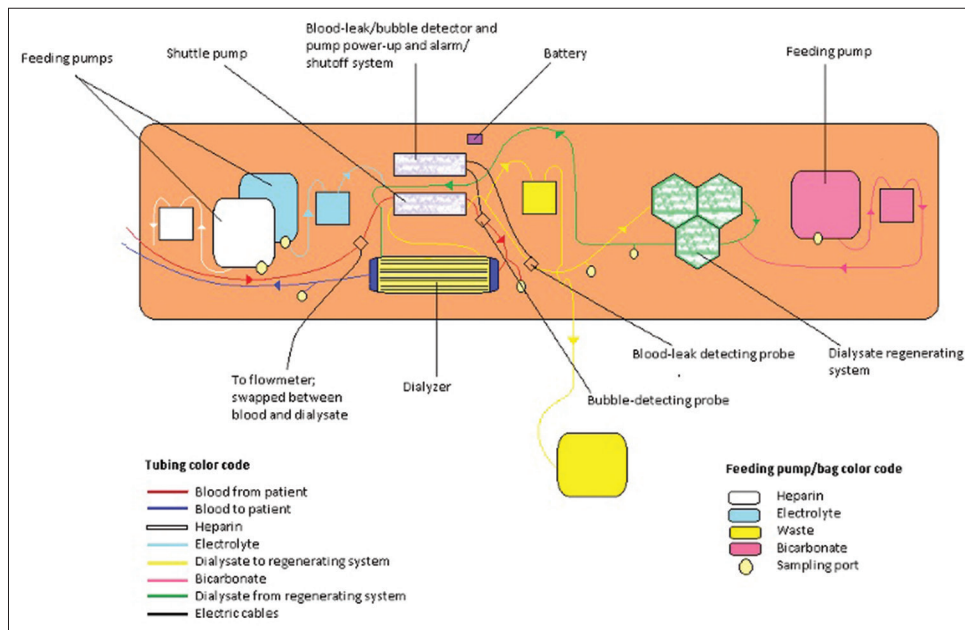 Blood-leak/bubble detector and
pump power-up and alarm/
shutoff system
Feeding pumps
Shuttle pump
Battery
Feeding pump
To flowmeter;
swapped between
blood and dialysate
Dialyzer
Blood-leak detecting probe
Bubble-detecting probe
Dialysate regenerating
system
Tubing color code
Blood from patient
Blood to patient
Heparin
Electrolyte
Dialysate to regenerating system
Bicarbonate
Dialysate from regenerating system
Electric cables
Feeding pump/bag color code
Heparin
Electrolyte
Waste
Bicarbonate
Sampling port